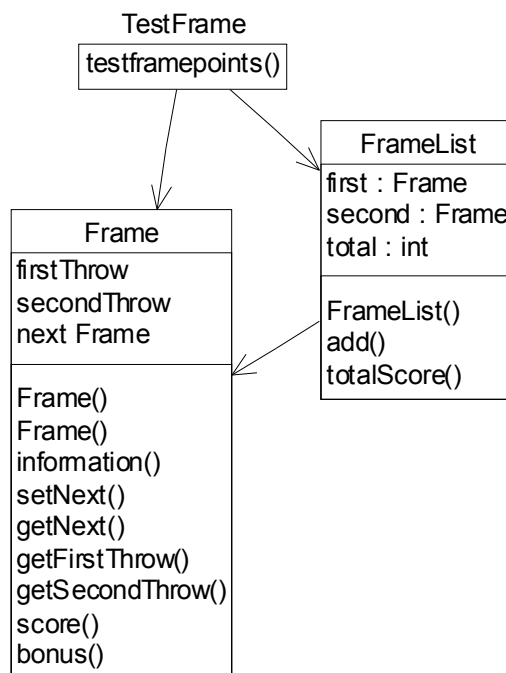 TestFrame
testframepoints()
FrameList
first : Frame
second : Frame
total : int
FrameList()
add()
totalScore()
Frame
firstThrow
secondThrow
next Frame
Frame()
Frame()
information()
setNext()
getNext()
getFirstThrow()
getSecondThrow()
score()
bonus()